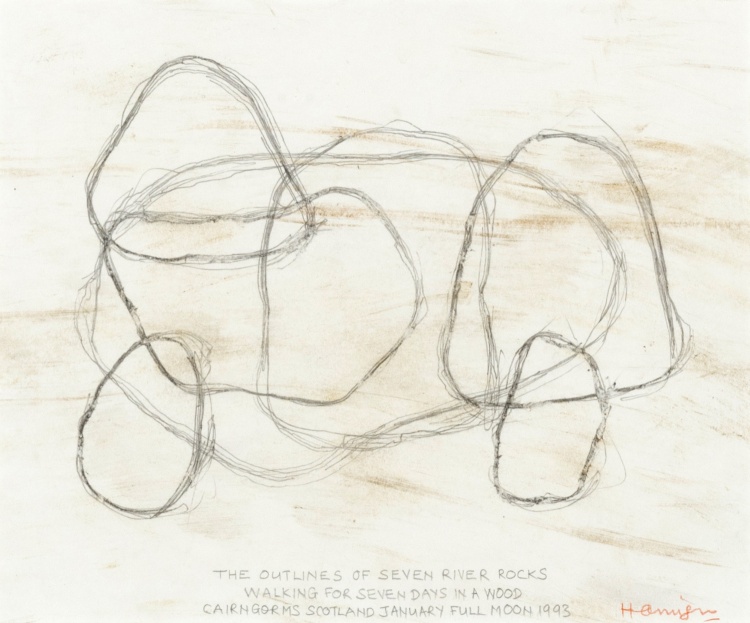 THE OUTLINES OF SEVEN RIVER ROCKS
WALKING FOR SEVEN DAYS IN A WOOD
CAIRNGORMS SCOTLAND JANUARY FULL MOON 1993